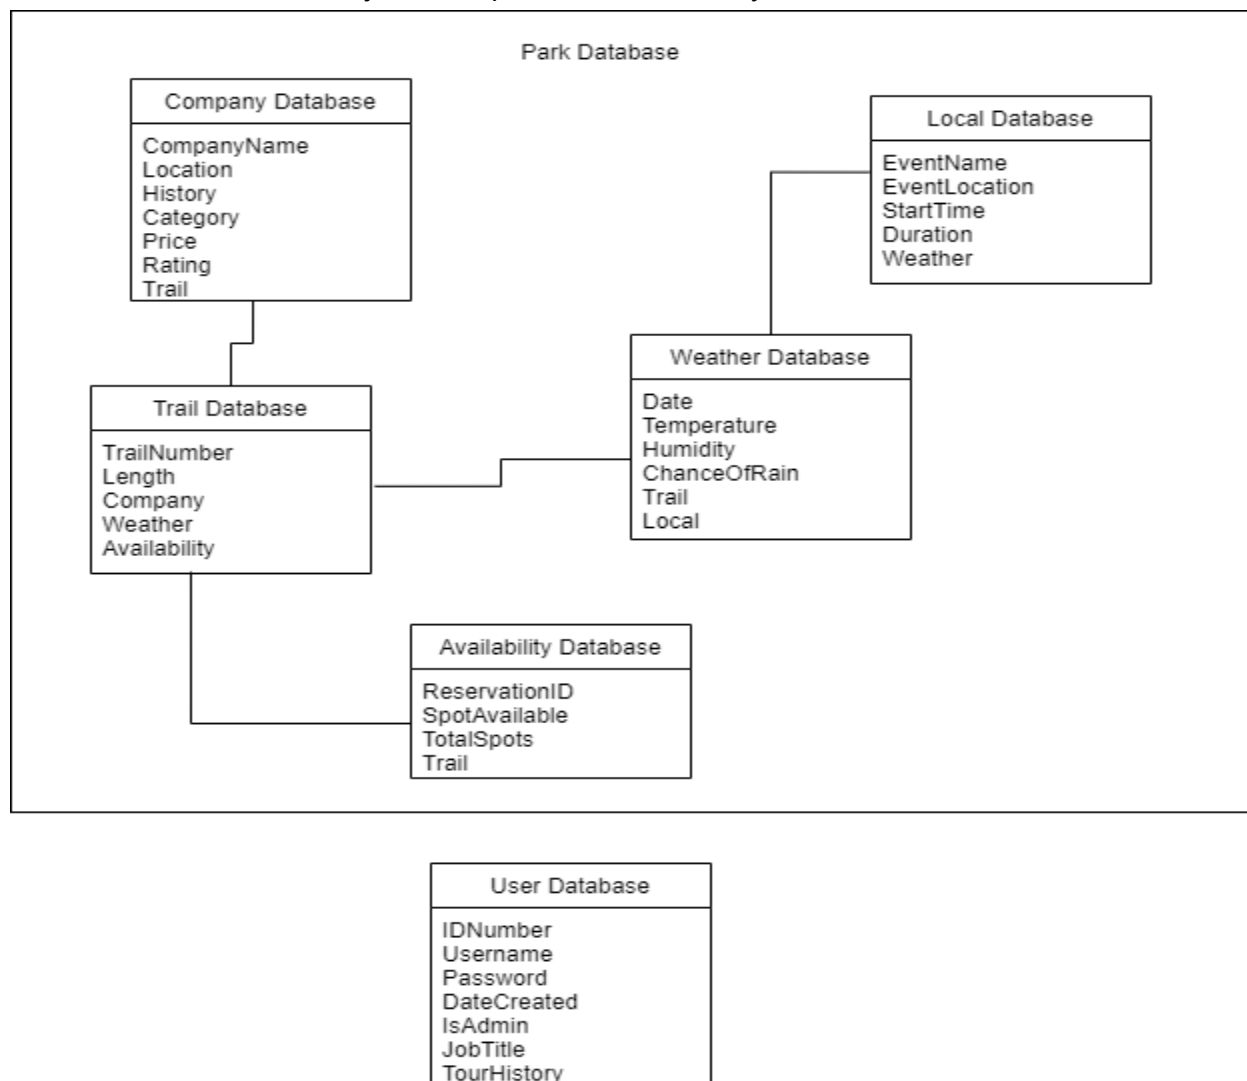 Park Database
Company Database
CompanyName
Location
History
Category
Price
Rating
Trail
Local Database
EventName
EventLocation
StartTime
Duration
Weather
Weather Database
Date
Temperature
Humidity
ChanceOfRain
Trail
Local
Trail Database
TrailNumber
Length
Company
Weather
Availability
Availability Database
ReservationID
SpotAvailable
TotalSpots
Trail
User Database
IDNumber
Username
Password
DateCreated
IsAdmin
JobTitle
TourHistory